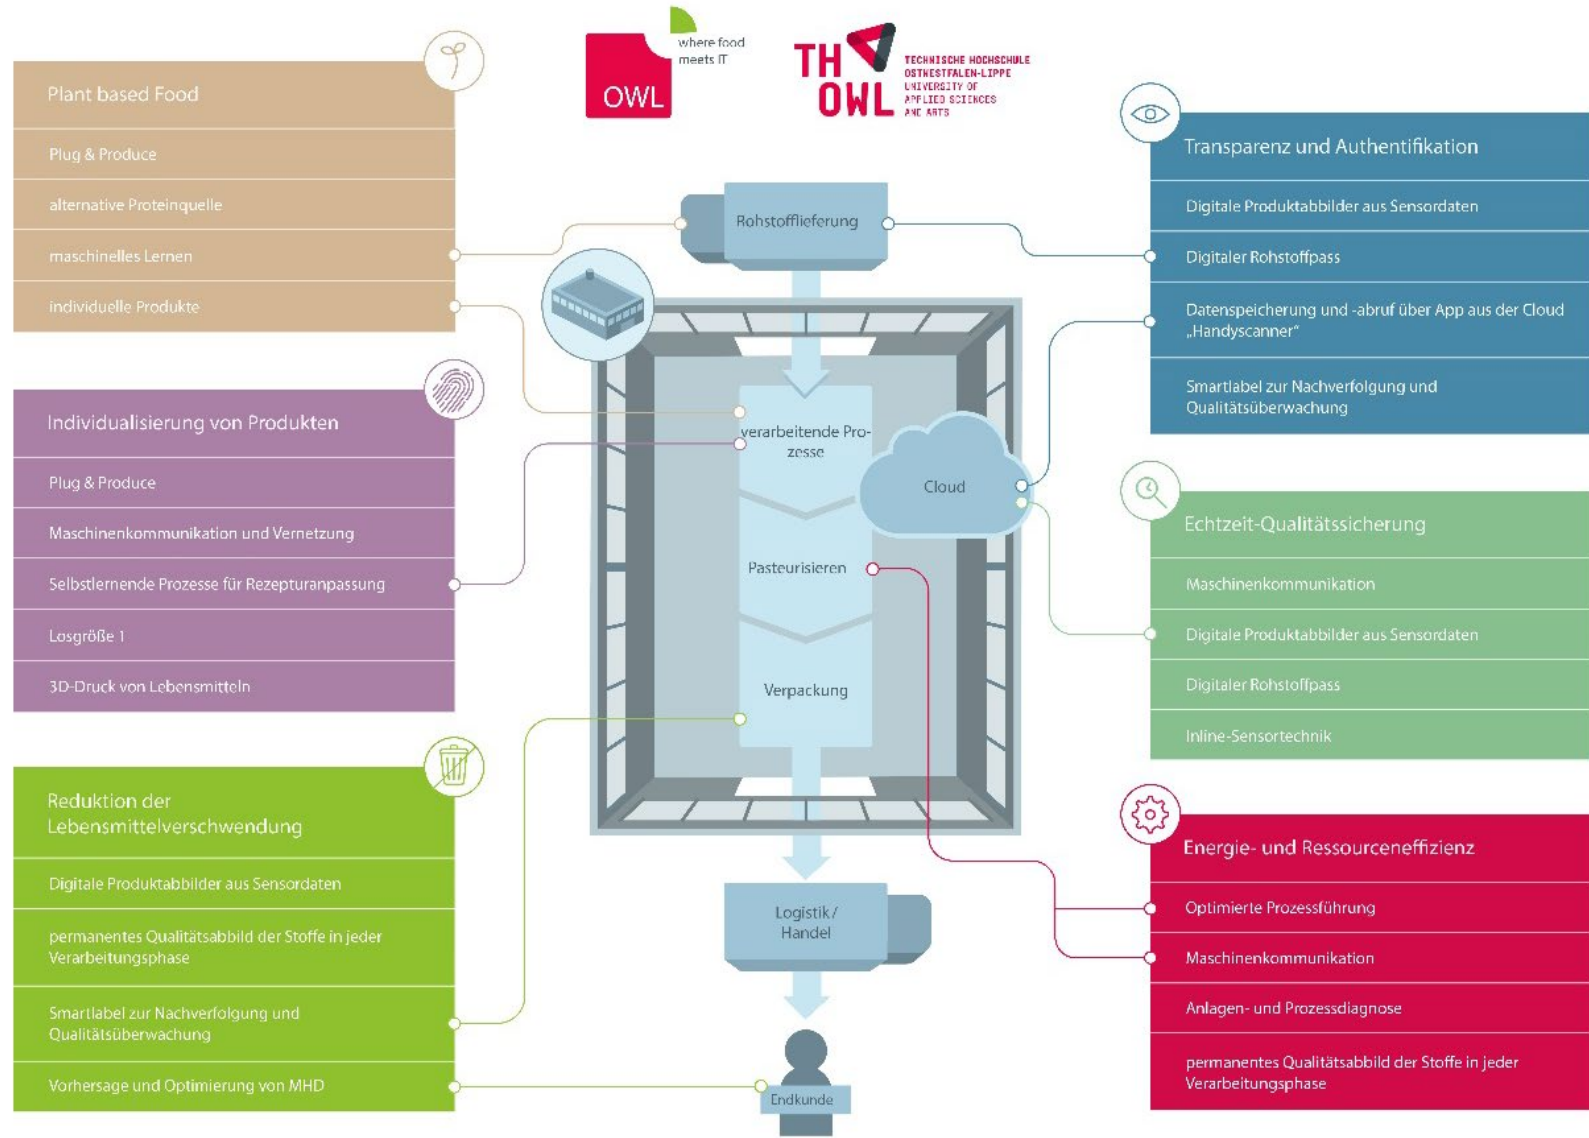 where food
meets IT
OWL
TH
OWL
TECHNISCHE HOCHSCHULE
OSTWESTFALEN-LIPPE
UNIVERSITY OF
APPLIED SCIENCES
AND ARTS
Plant based Food
Plug & Produce
alternative Proteinquelle
maschinelles Lernen
individuelle Produkte
Individualisierung von Produkten
Plug & Produce
Maschinenkommunikation und Vernetzung
Selbstlernende Prozesse für Rezepturanpassung
Losgröße 1
3D-Druck von Lebensmitteln
Reduktion der
Lebensmittelverschwendung
Digitale Produktabbilder aus Sensordaten
permanentes Qualitätsabbild der Stoffe in jeder
Verarbeitungsphase
Smartlabel zur Nachverfolgung und
Qualitätsüberwachung
Vorhersage und Optimierung von MHD
Rohstofflieferung
verarbeitende Pro-
zesse
Cloud
Pasteurisieren
Verpackung
Logistik /
Handel
Endkunde
Transparenz und Authentifikation
Digitale Produktabbilder aus Sensordaten
Digitaler Rohstoffpass
Datenspeicherung und -abruf über App aus der Cloud
„Handyscanner“
Smartlabel zur Nachverfolgung und
Qualitätsüberwachung
Echtzeit-Qualitätssicherung
Maschinenkommunikation
Digitale Produktabbilder aus Sensordaten
Digitaler Rohstoffpass
Inline-Sensortechnik
Energie- und Ressourceneffizienz
Optimierte Prozessführung
Maschinenkommunikation
Anlagen- und Prozessdiagnose
permanentes Qualitätsabbild der Stoffe in jeder
Verarbeitungsphase